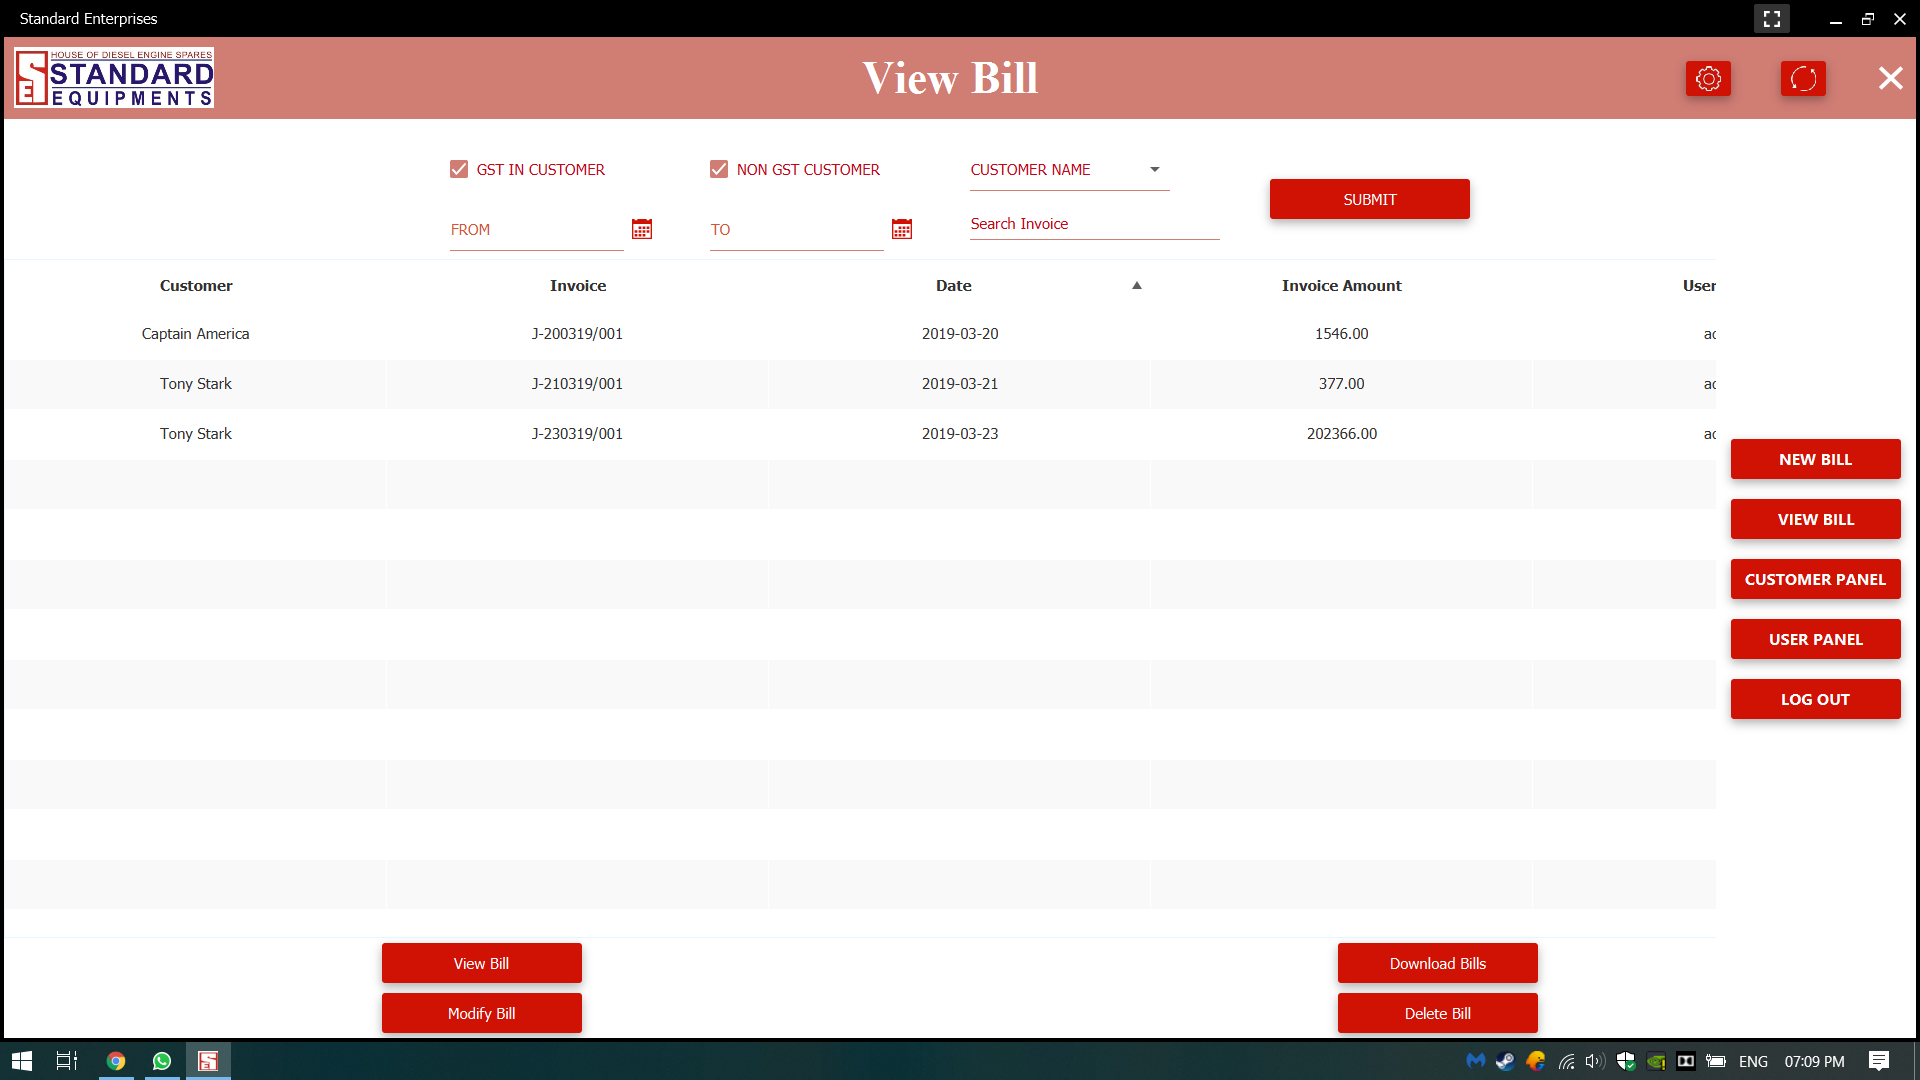 Standard Enterprises
HOUSE OF DIESEL ENGINE SPARES
STANDARD
EQUIPMENTS
SE
View Bill
GST IN CUSTOMER
NON GST CUSTOMER
CUSTOMER NAME
SUBMIT
FROM
TO
Search Invoice
Customer Invoice Date Invoice Amount User
Captain America J-200319/001 2019-03-20 1546.00 ac
Tony Stark J-210319/001 2019-03-21 377.00 ac
Tony Stark J-230319/001 2019-03-23 202366.00 ac
NEW BILL
VIEW BILL
CUSTOMER PANEL
USER PANEL
LOG OUT
View Bill
Download Bills
Modify Bill
Delete Bill
ENG 07:09 PM